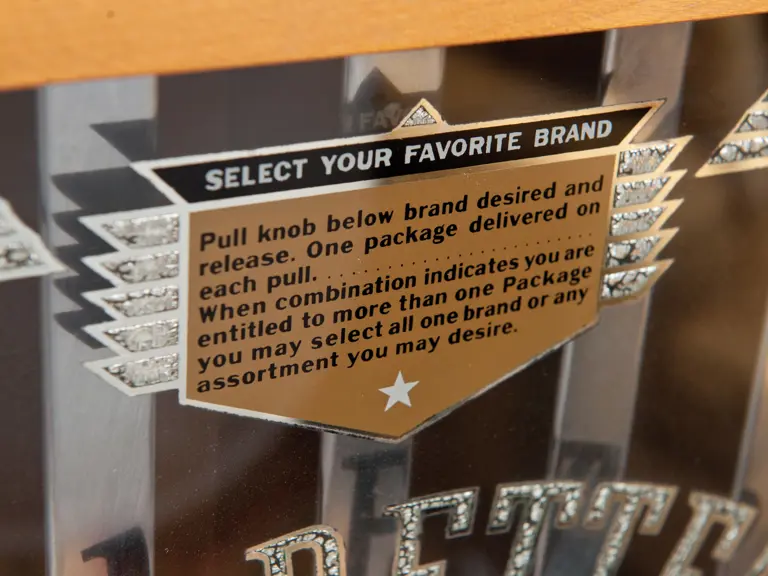 SELECT YOUR FAVORITE BRAND
Pull knob below brand desired and
release. One package delivered on
each pull. . . . . . . . . . . . . . . . . . . . . . .
When combination indicates you are
entitled to more than one Package
you may select all one brand or any
assortment you may desire.